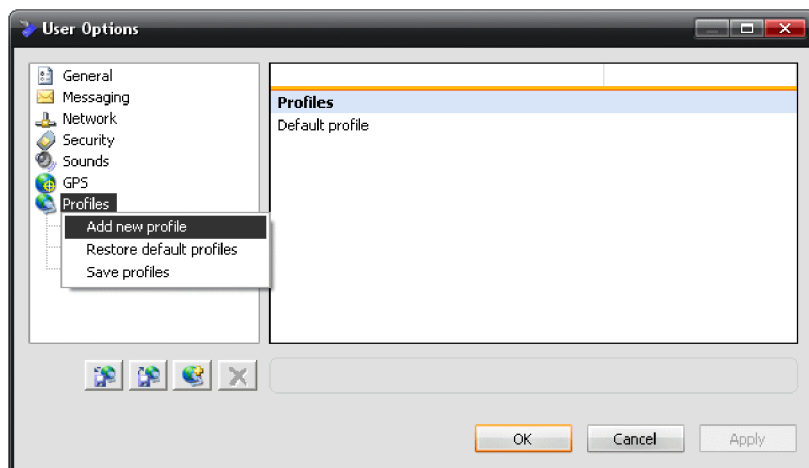 User Options
General
Messaging
Network
Security
Sounds
GPS
Profiles
Add new profile
Restore default profiles
Save profiles
Profiles
Default profile
OK
Cancel
Apply